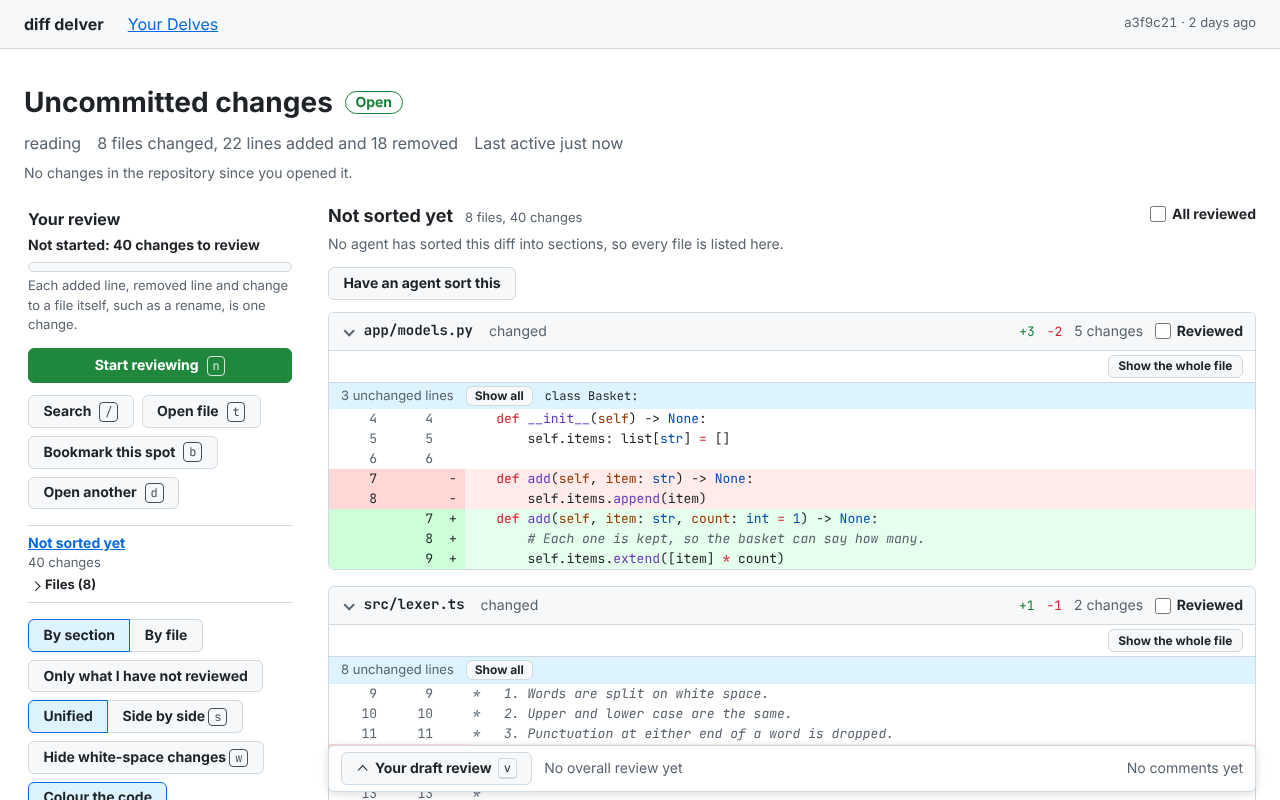 diff delver Your Delves a3f9c21 · 2 days ago
Uncommitted changes Open
reading 8 files changed, 22 lines added and 18 removed Last active just now
No changes in the repository since you opened it.
Your review
Not started: 40 changes to review
Each added line, removed line and change
to a file itself, such as a rename, is one
change.
Start reviewing n
Search / Open file t
Bookmark this spot b
Open another d
Not sorted yet
40 changes
Files (8)
By section By file
Only what I have not reviewed
Unified Side by side s
Hide white-space changes w
Colour the code
Not sorted yet 8 files, 40 changes All reviewed
No agent has sorted this diff into sections, so every file is listed here.
Have an agent sort this
app/models.py changed +3 -2 5 changes Reviewed
Show the whole file
3 unchanged lines Show all class Basket:
4 4 def __init__(self) -> None:
5 5 self.items: list[str] = []
6 6
7 - def add(self, item: str) -> None:
8 - self.items.append(item)
7 + def add(self, item: str, count: int = 1) -> None:
8 + # Each one is kept, so the basket can say how many.
9 + self.items.extend([item] * count)
src/lexer.ts changed +1 -1 2 changes Reviewed
Show the whole file
8 unchanged lines Show all
9 9 * 1. Words are split on white space.
10 10 * 2. Upper and lower case are the same.
11 11 * 3. Punctuation at either end of a word is dropped.
Your draft review v No overall review yet No comments yet
13 13 *